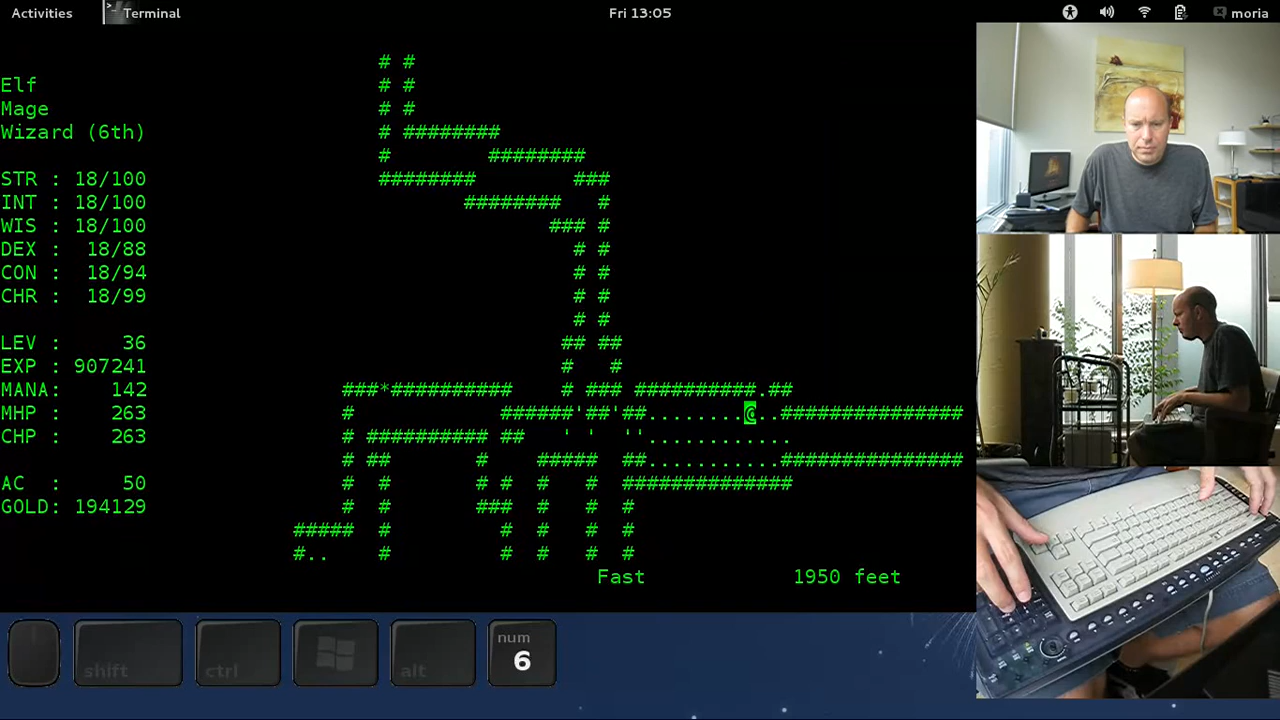 Activities Terminal Fri 13:05 moria
# #
Elf # #
Mage # #
Wizard (6th) # ########
# ########
STR : 18/100 ######## ###
INT : 18/100 ######## #
WIS : 18/100 ### #
DEX : 18/88 # #
CON : 18/94 # #
CHR : 18/99 # #
# #
LEV : 36 ## ##
EXP : 907241 # #
MANA: 142 ###*########## # ### ##########.##
MHP : 263 # ######'##'##........@..###############
CHP : 263 # ########## ## ' ' ''............
# ## # ##### ##...........###############
AC : 50 # # # # # # ##############
GOLD: 194129 # # ### # # #
##### # # # # #
#.. # # # # #
Fast 1950 feet
shift ctrl alt num
6